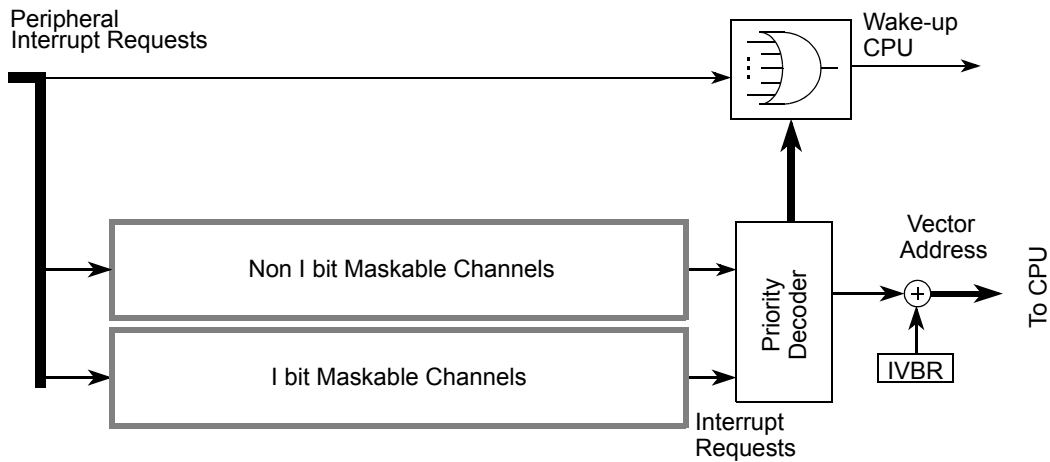 Peripheral
Interrupt Requests
Wake-up
CPU
Non I bit Maskable Channels
I bit Maskable Channels
Interrupt
Requests
Priority
Decoder
Vector
Address
IVBR
To CPU